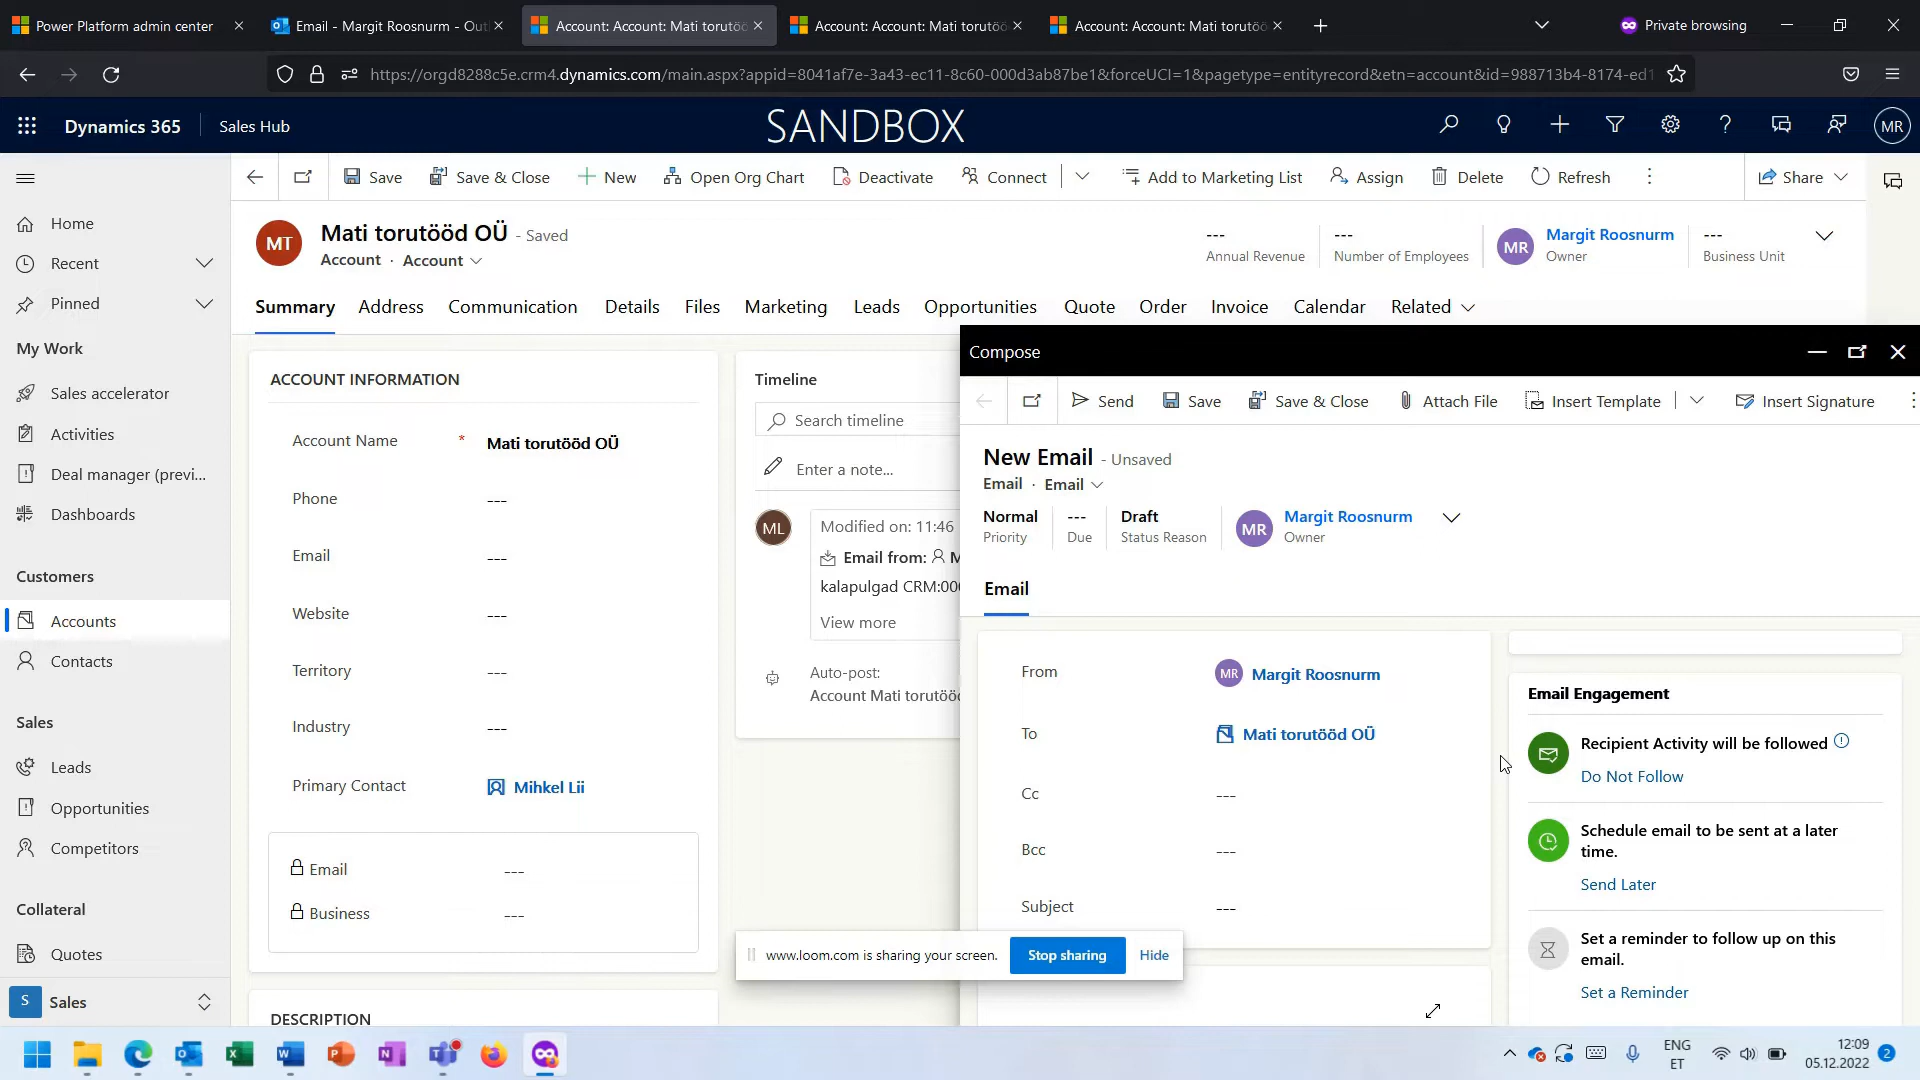 Power Platform admin center
Email - Margit Roosnurm - Out
Account: Account: Mati torutöö
Account: Account: Mati torutöö
Account: Account: Mati torutöö
Private browsing
https://orgd8288c5e.crm4.dynamics.com/main.aspx?appid=8041af7e-3a43-ec11-8c60-000d3ab87be1&forceUCI=1&pagetype=entityrecord&etn=account&id=988713b4-8174-ed1
Dynamics 365
Sales Hub
SANDBOX
MR
Save
Save & Close
New
Open Org Chart
Deactivate
Connect
Add to Marketing List
Assign
Delete
Refresh
Share
Home
Recent
Pinned
My Work
Sales accelerator
Activities
Deal manager (previ...
Dashboards
Customers
Accounts
Contacts
Sales
Leads
Opportunities
Competitors
Collateral
Quotes
S Sales
MT
Mati torutööd OÜ - Saved
Account · Account
---
Annual Revenue
---
Number of Employees
MR
Margit Roosnurm
Owner
---
Business Unit
Summary
Address
Communication
Details
Files
Marketing
Leads
Opportunities
Quote
Order
Invoice
Calendar
Related
ACCOUNT INFORMATION
Account Name * Mati torutööd OÜ
Phone ---
Email ---
Website ---
Territory ---
Industry ---
Primary Contact Mihkel Lii
Email ---
Business ---
DESCRIPTION
Timeline
Search timeline
Enter a note...
ML
Modified on: 11:46
Email from: M
kalapulgad CRM:000
View more
Auto-post:
Account Mati torutööd
Compose
Send
Save
Save & Close
Attach File
Insert Template
Insert Signature
New Email - Unsaved
Email · Email
Normal
Priority
---
Due
Draft
Status Reason
MR
Margit Roosnurm
Owner
Email
From MR Margit Roosnurm
To Mati torutööd OÜ
Cc ---
Bcc ---
Subject ---
Email Engagement
Recipient Activity will be followed
Do Not Follow
Schedule email to be sent at a later
time.
Send Later
Set a reminder to follow up on this
email.
Set a Reminder
www.loom.com is sharing your screen.
Stop sharing
Hide
ENG
ET
12:09
05.12.2022
2